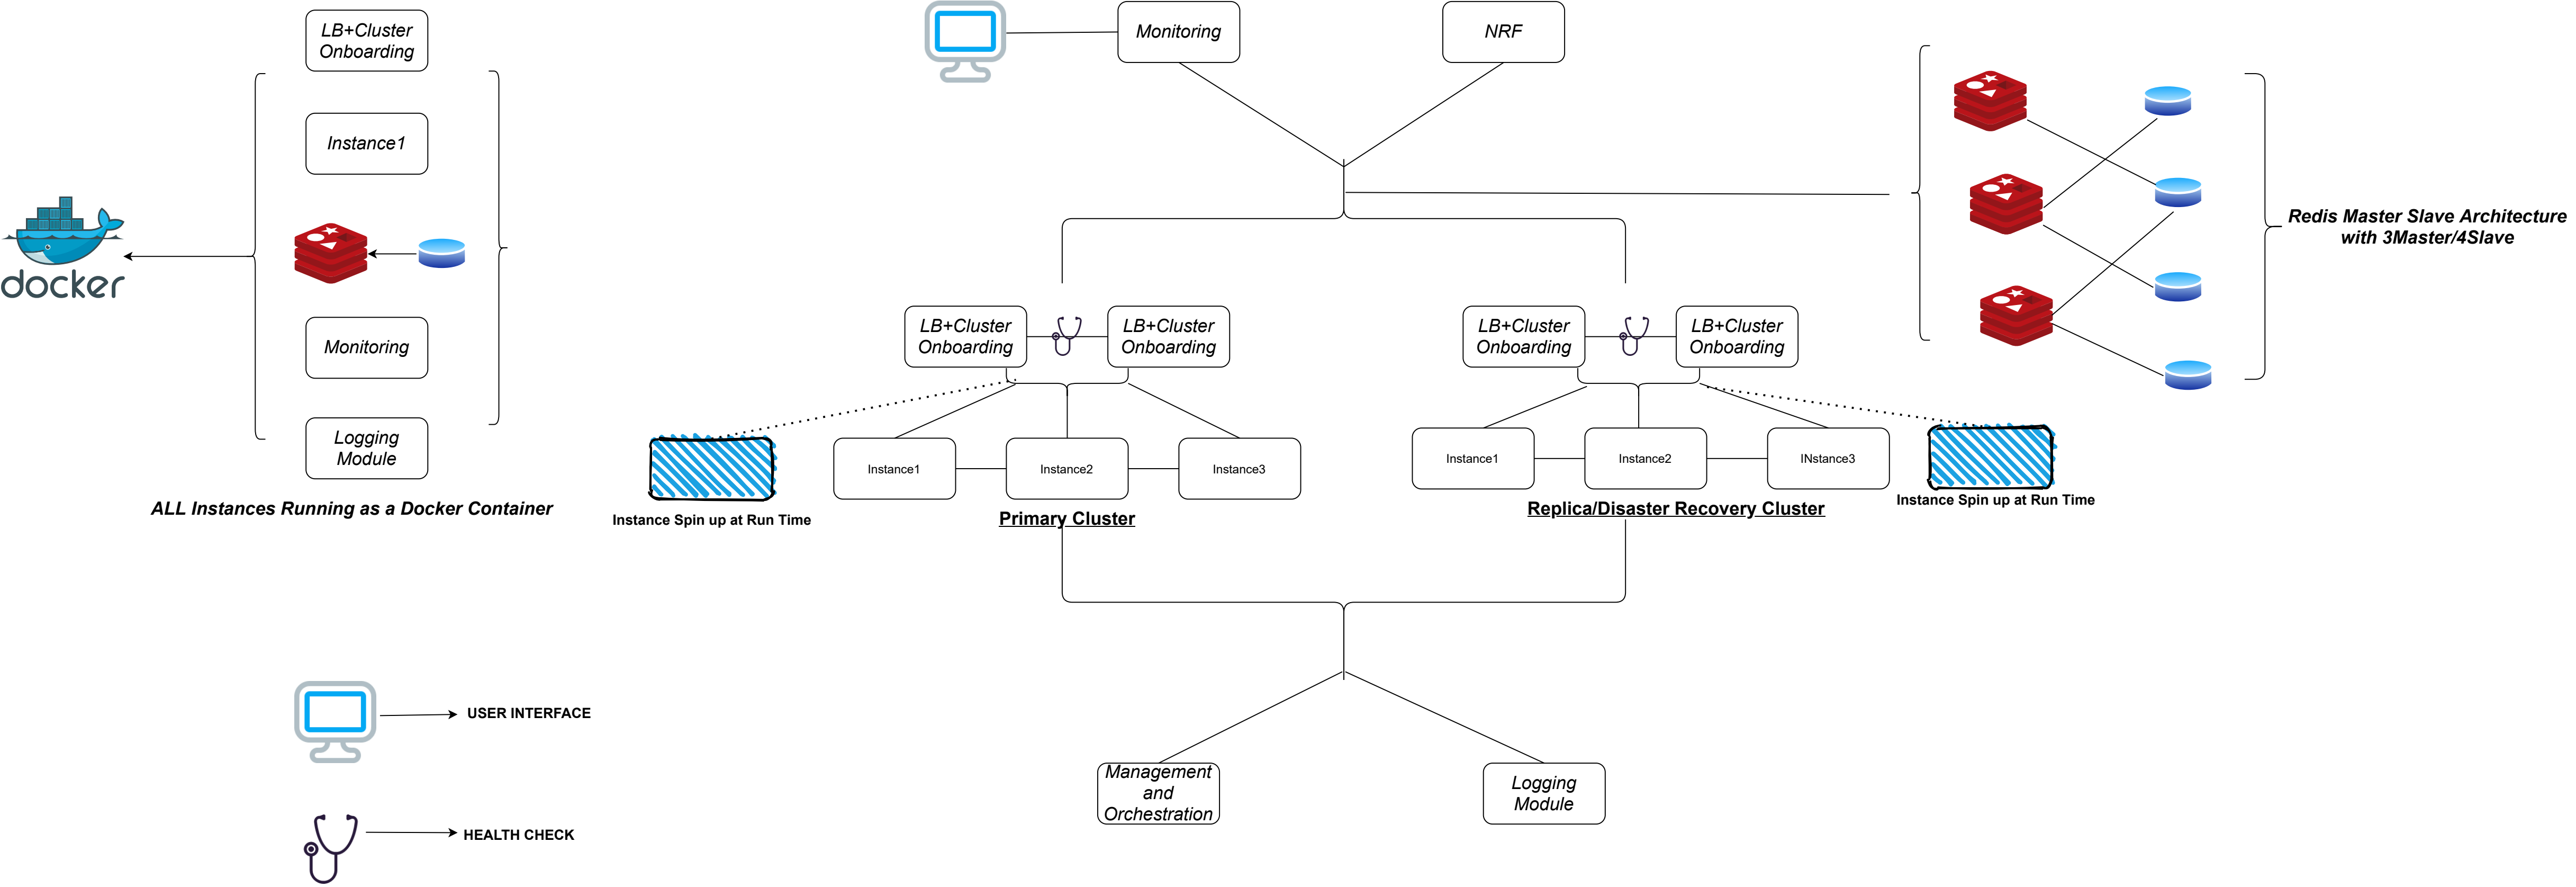 LB+Cluster
Onboarding
Instance1
Monitoring
Logging
Module
docker
ALL Instances Running as a Docker Container
Monitoring
NRF
Redis Master Slave Architecture
with 3Master/4Slave
LB+Cluster
Onboarding
LB+Cluster
Onboarding
LB+Cluster
Onboarding
LB+Cluster
Onboarding
Instance1
Instance2
Instance3
Instance1
Instance2
INstance3
Instance Spin up at Run Time
Primary Cluster
Replica/Disaster Recovery Cluster
Instance Spin up at Run Time
USER INTERFACE
HEALTH CHECK
Management
and
Orchestration
Logging
Module